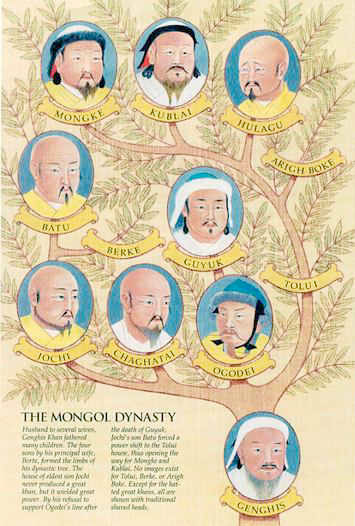 MONGKE
KUBLAI
HULAGU
ARIGH BOKE
BATU
BERKE
GUYUK
TOLUI
JOCHI
CHAGHATAI
OGODEI
GENGHIS
THE MONGOL DYNASTY
Husband to several wives,
Genghis Khan fathered
many children. The four
sons by his principal wife,
Borte, formed the limbs of
his dynastic tree. The
house of eldest son Jochi
never produced a great
khan, but it wielded great
power. By his refusal to
support Ogodei's line after
the death of Guyuk,
Jochi's son Batu forced a
power shift to the Tolui
house, thus opening the
way for Mongke and
Kublai. No images exist
for Tolui, Berke, or Arigh
Boke. Except for the hat-
ted great khans, all are
shown with traditional
shaved heads.